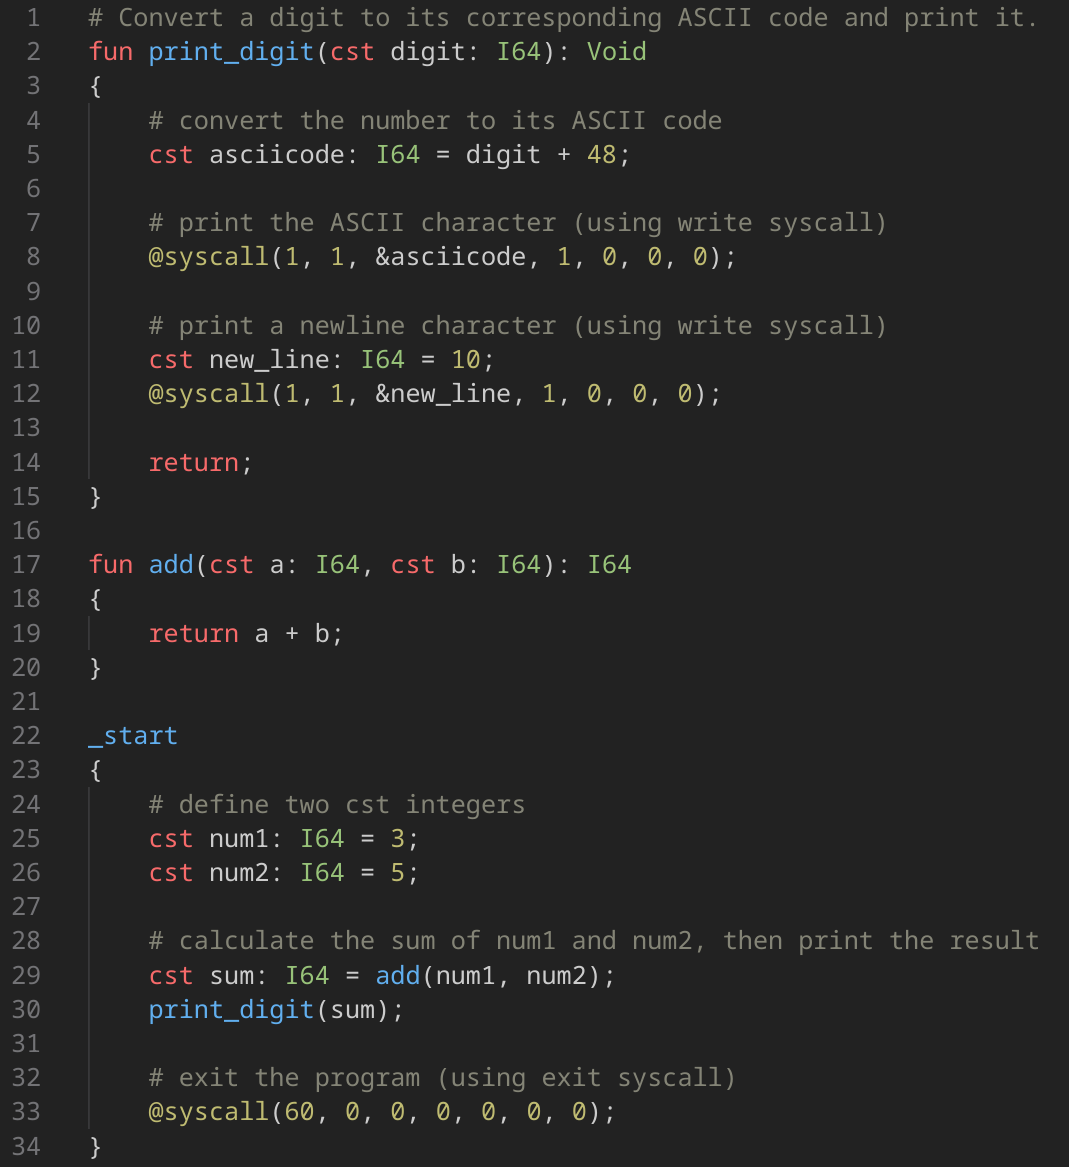 1 # Convert a digit to its corresponding ASCII code and print it.
2 fun print_digit(cst digit: I64): Void
3 {
4     # convert the number to its ASCII code
5     cst asciicode: I64 = digit + 48;
6
7     # print the ASCII character (using write syscall)
8     @syscall(1, 1, &asciicode, 1, 0, 0, 0);
9
10     # print a newline character (using write syscall)
11     cst new_line: I64 = 10;
12     @syscall(1, 1, &new_line, 1, 0, 0, 0);
13
14     return;
15 }
16
17 fun add(cst a: I64, cst b: I64): I64
18 {
19     return a + b;
20 }
21
22 _start
23 {
24     # define two cst integers
25     cst num1: I64 = 3;
26     cst num2: I64 = 5;
27
28     # calculate the sum of num1 and num2, then print the result
29     cst sum: I64 = add(num1, num2);
30     print_digit(sum);
31
32     # exit the program (using exit syscall)
33     @syscall(60, 0, 0, 0, 0, 0, 0);
34 }